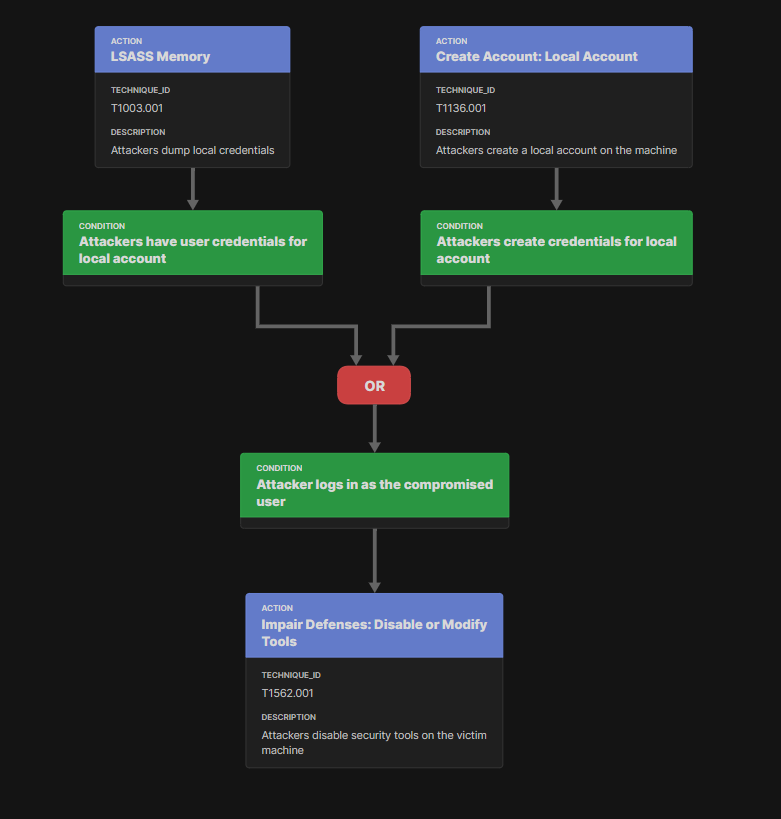 ACTION
LSASS Memory
TECHNIQUE_ID
T1003.001
DESCRIPTION
Attackers dump local credentials
ACTION
Create Account: Local Account
TECHNIQUE_ID
T1136.001
DESCRIPTION
Attackers create a local account on the machine
CONDITION
Attackers have user credentials for
local account
CONDITION
Attackers create credentials for local
account
OR
CONDITION
Attacker logs in as the compromised
user
ACTION
Impair Defenses: Disable or Modify
Tools
TECHNIQUE_ID
T1562.001
DESCRIPTION
Attackers disable security tools on the victim
machine